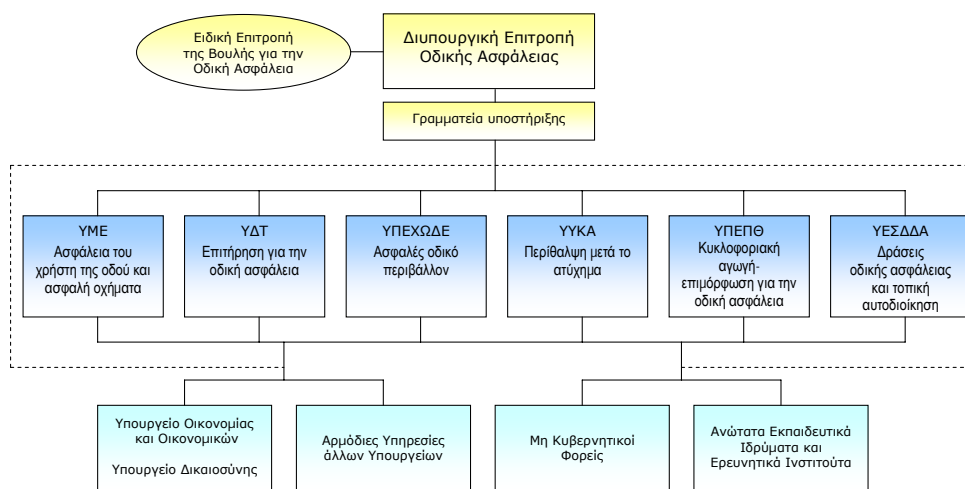 Ειδική Επιτροπή
της Βουλής για την
Οδική Ασφάλεια
Διυπουργική Επιτροπή
Οδικής Ασφάλειας
Γραμματεία υποστήριξης
ΥΜΕ
Ασφάλεια του
χρήστη της οδού και
ασφαλή οχήματα
ΥΔΤ
Επιτήρηση για την
οδική ασφάλεια
ΥΠΕΧΩΔΕ
Ασφαλές οδικό
περιβάλλον
ΥΥΚΑ
Περίθαλψη μετά το
ατύχημα
ΥΠΕΠΘ
Κυκλοφοριακή
αγωγή-
επιμόρφωση για την
οδική ασφάλεια
ΥΕΣΔΔΑ
Δράσεις
οδικής ασφάλειας
και τοπική
αυτοδιοίκηση
Υπουργείο Οικονομίας
και Οικονομικών
Υπουργείο Δικαιοσύνης
Αρμόδιες Υπηρεσίες
άλλων Υπουργείων
Μη Κυβερνητικοί
Φορείς
Ανώτατα Εκπαιδευτικά
Ιδρύματα και
Ερευνητικά Ινστιτούτα